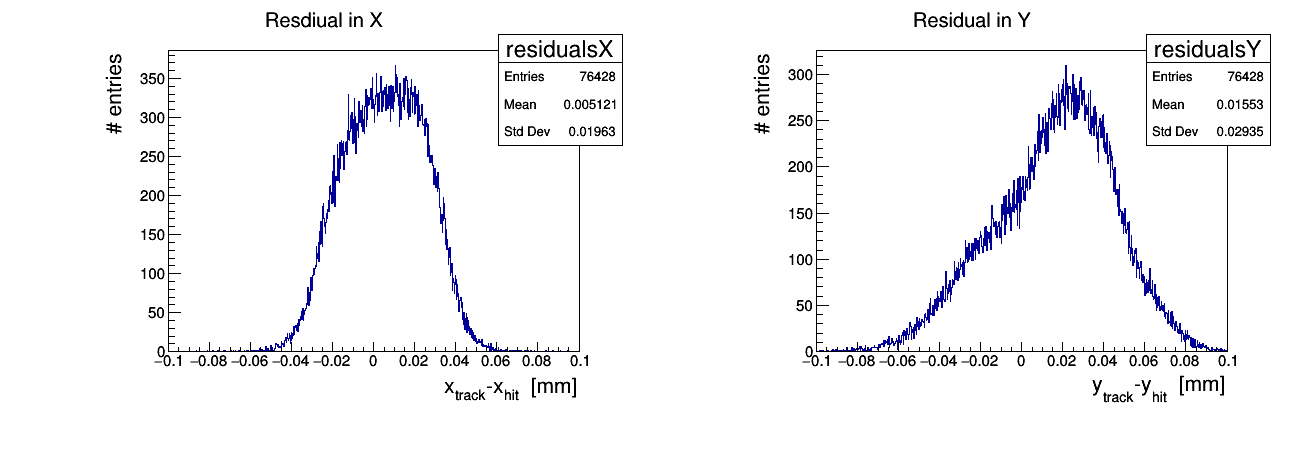 Resdiual in X
# entries
residualsX
Entries 76428
Mean 0.005121
Std Dev 0.01963
350
300
250
200
150
100
50
0
−0.1 −0.08 −0.06 −0.04 −0.02 0 0.02 0.04 0.06 0.08 0.1
x_track-x_hit [mm]
Residual in Y
# entries
residualsY
Entries 76428
Mean 0.01553
Std Dev 0.02935
300
250
200
150
100
50
0
−0.1 −0.08 −0.06 −0.04 −0.02 0 0.02 0.04 0.06 0.08 0.1
y_track-y_hit [mm]